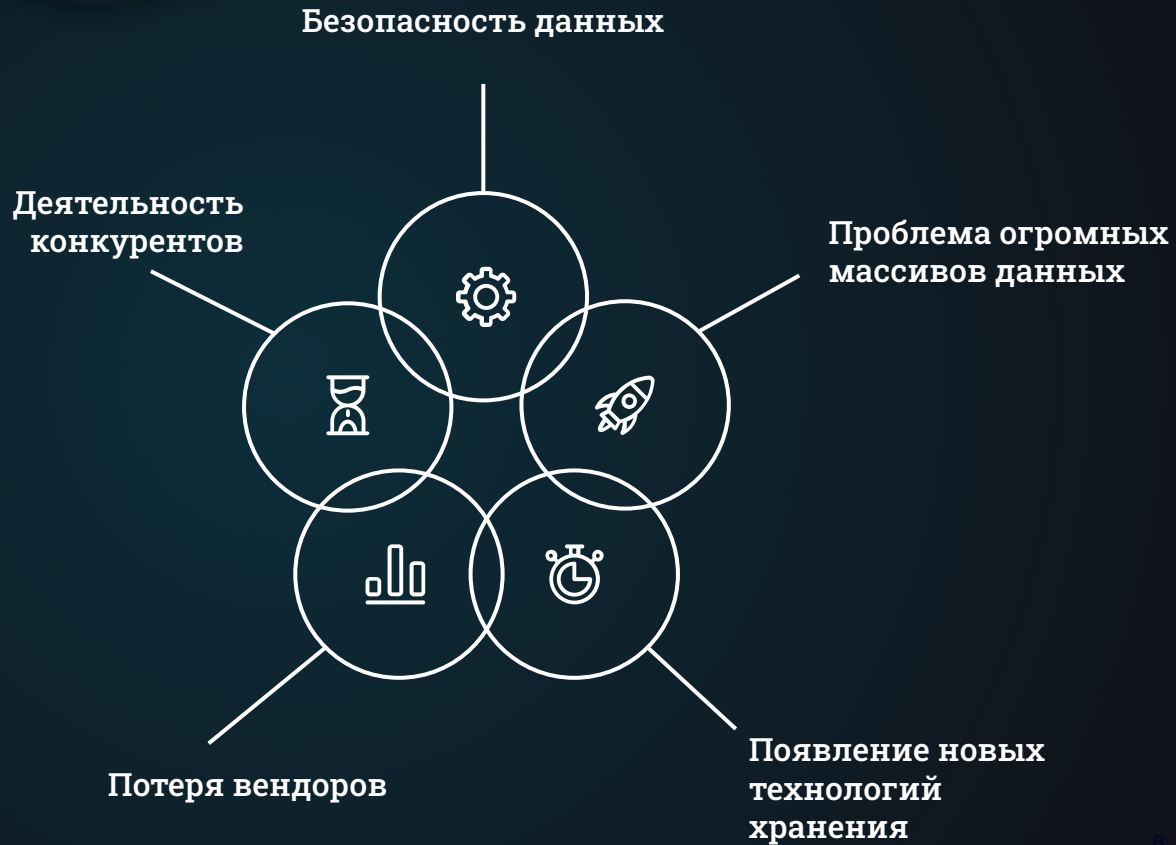 Безопасность данных
Деятельность
конкурентов
Проблема огромных
массивов данных
Потеря вендоров
Появление новых
технологий
хранения